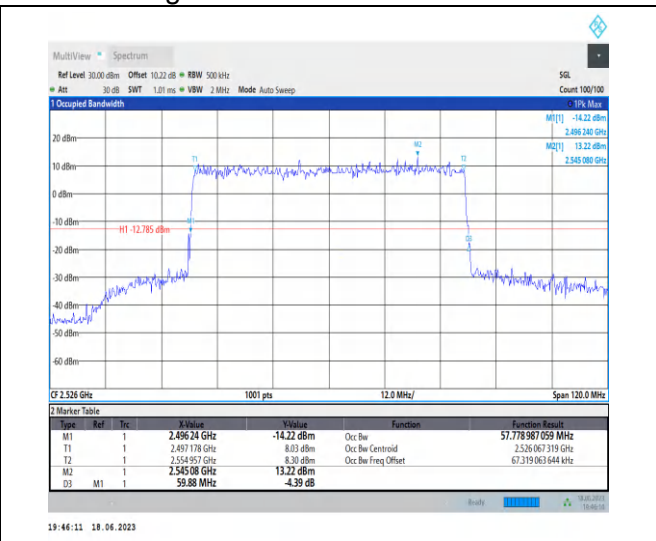 MultiView Spectrum
Ref Level 30.00 dBm Offset 10.22 dB RBW 500 kHz SGL
Att 30 dB SWT 1.01 ms VBW 2 MHz Mode Auto Sweep Count 100/100
1 Occupied Bandwidth 1Pk Max
M1[1] -14.22 dBm
2.496 240 GHz
M2[1] 13.22 dBm
2.545 080 GHz
20 dBm
M2
T1 T2
10 dBm
0 dBm
-10 dBm
M1
H1 -12.785 dBm
D3
-20 dBm
-30 dBm
-40 dBm
-50 dBm
-60 dBm
CF 2.526 GHz 1001 pts 12.0 MHz/ Span 120.0 MHz
2 Marker Table
Type Ref Trc X-Value Y-Value Function Function Result
M1 1 2.49624 GHz -14.22 dBm Occ Bw 57.778 987 059 MHz
T1 1 2.497 178 GHz 8.03 dBm Occ Bw Centroid 2.526 067 319 GHz
T2 1 2.554 957 GHz 8.30 dBm Occ Bw Freq Offset 67.319 063 644 kHz
M2 1 2.545 08 GHz 13.22 dBm
D3 M1 1 59.88 MHz -4.39 dB
Ready 18.06.2023
19:46:10
19:46:11 18.06.2023